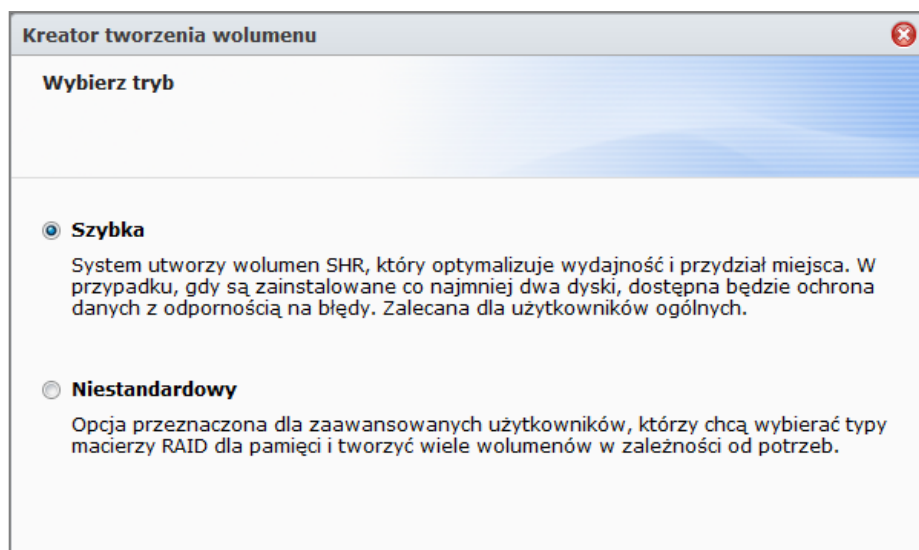 Kreator tworzenia wolumenu
Wybierz tryb
Szybka
System utworzy wolumen SHR, który optymalizuje wydajność i przydział miejsca. W
przypadku, gdy są zainstalowane co najmniej dwa dyski, dostępna będzie ochrona
danych z odpornością na błędy. Zalecana dla użytkowników ogólnych.
Niestandardowy
Opcja przeznaczona dla zaawansowanych użytkowników, którzy chcą wybierać typy
macierzy RAID dla pamięci i tworzyć wiele wolumenów w zależności od potrzeb.